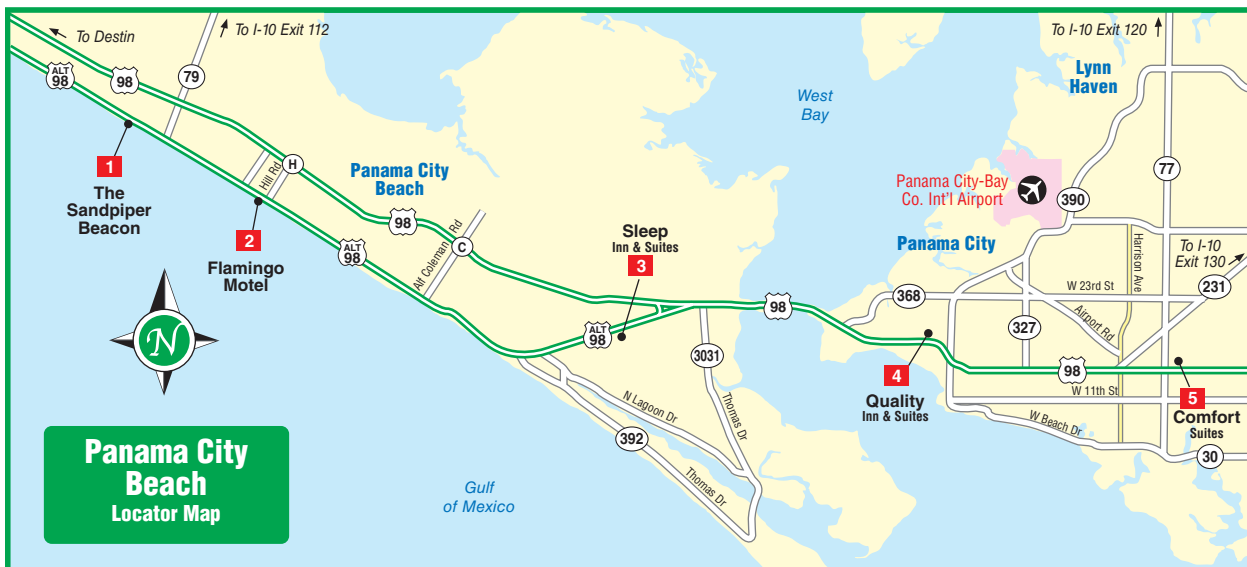 To Destin
To I-10 Exit 112
To I-10 Exit 120
ALT
98
98
79
Lynn
Haven
West
Bay
77
1
The
Sandpiper
Beacon
Hill Rd
H
Panama City
Beach
Panama City-Bay
Co. Int'l Airport
390
2
Flamingo
Motel
98
ALT
98
Alf Coleman Rd
C
Sleep
Inn & Suites
3
Panama City
Harrison Ave
To I-10
Exit 130
231
368
W 23rd St
98
327
Airport Rd
ALT
98
3031
N
4
Quality
Inn & Suites
98
W 11th St
5
Comfort
Suites
N Lagoon Dr
Thomas Dr
392
W Beach Dr
30
Thomas Dr
Gulf
of Mexico
Panama City
Beach
Locator Map